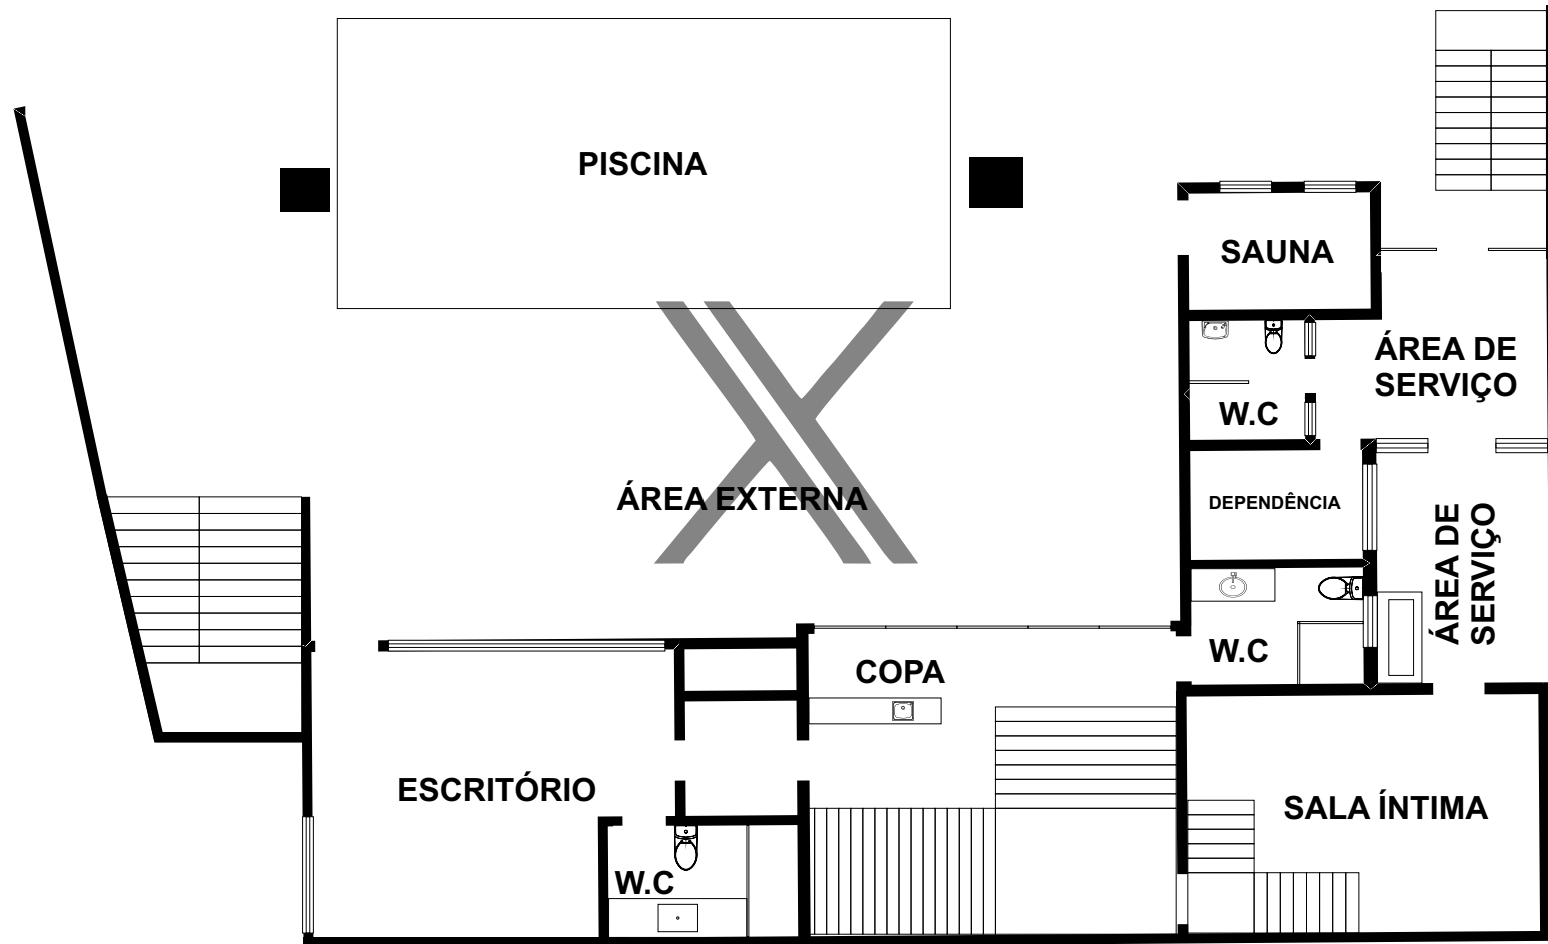 PISCINA
SAUNA
ÁREA DE
SERVIÇO
W.C
ÁREA EXTERNA
DEPENDÊNCIA
ÁREA DE
SERVIÇO
W.C
COPA
ESCRITÓRIO
SALA ÍNTIMA
W.C